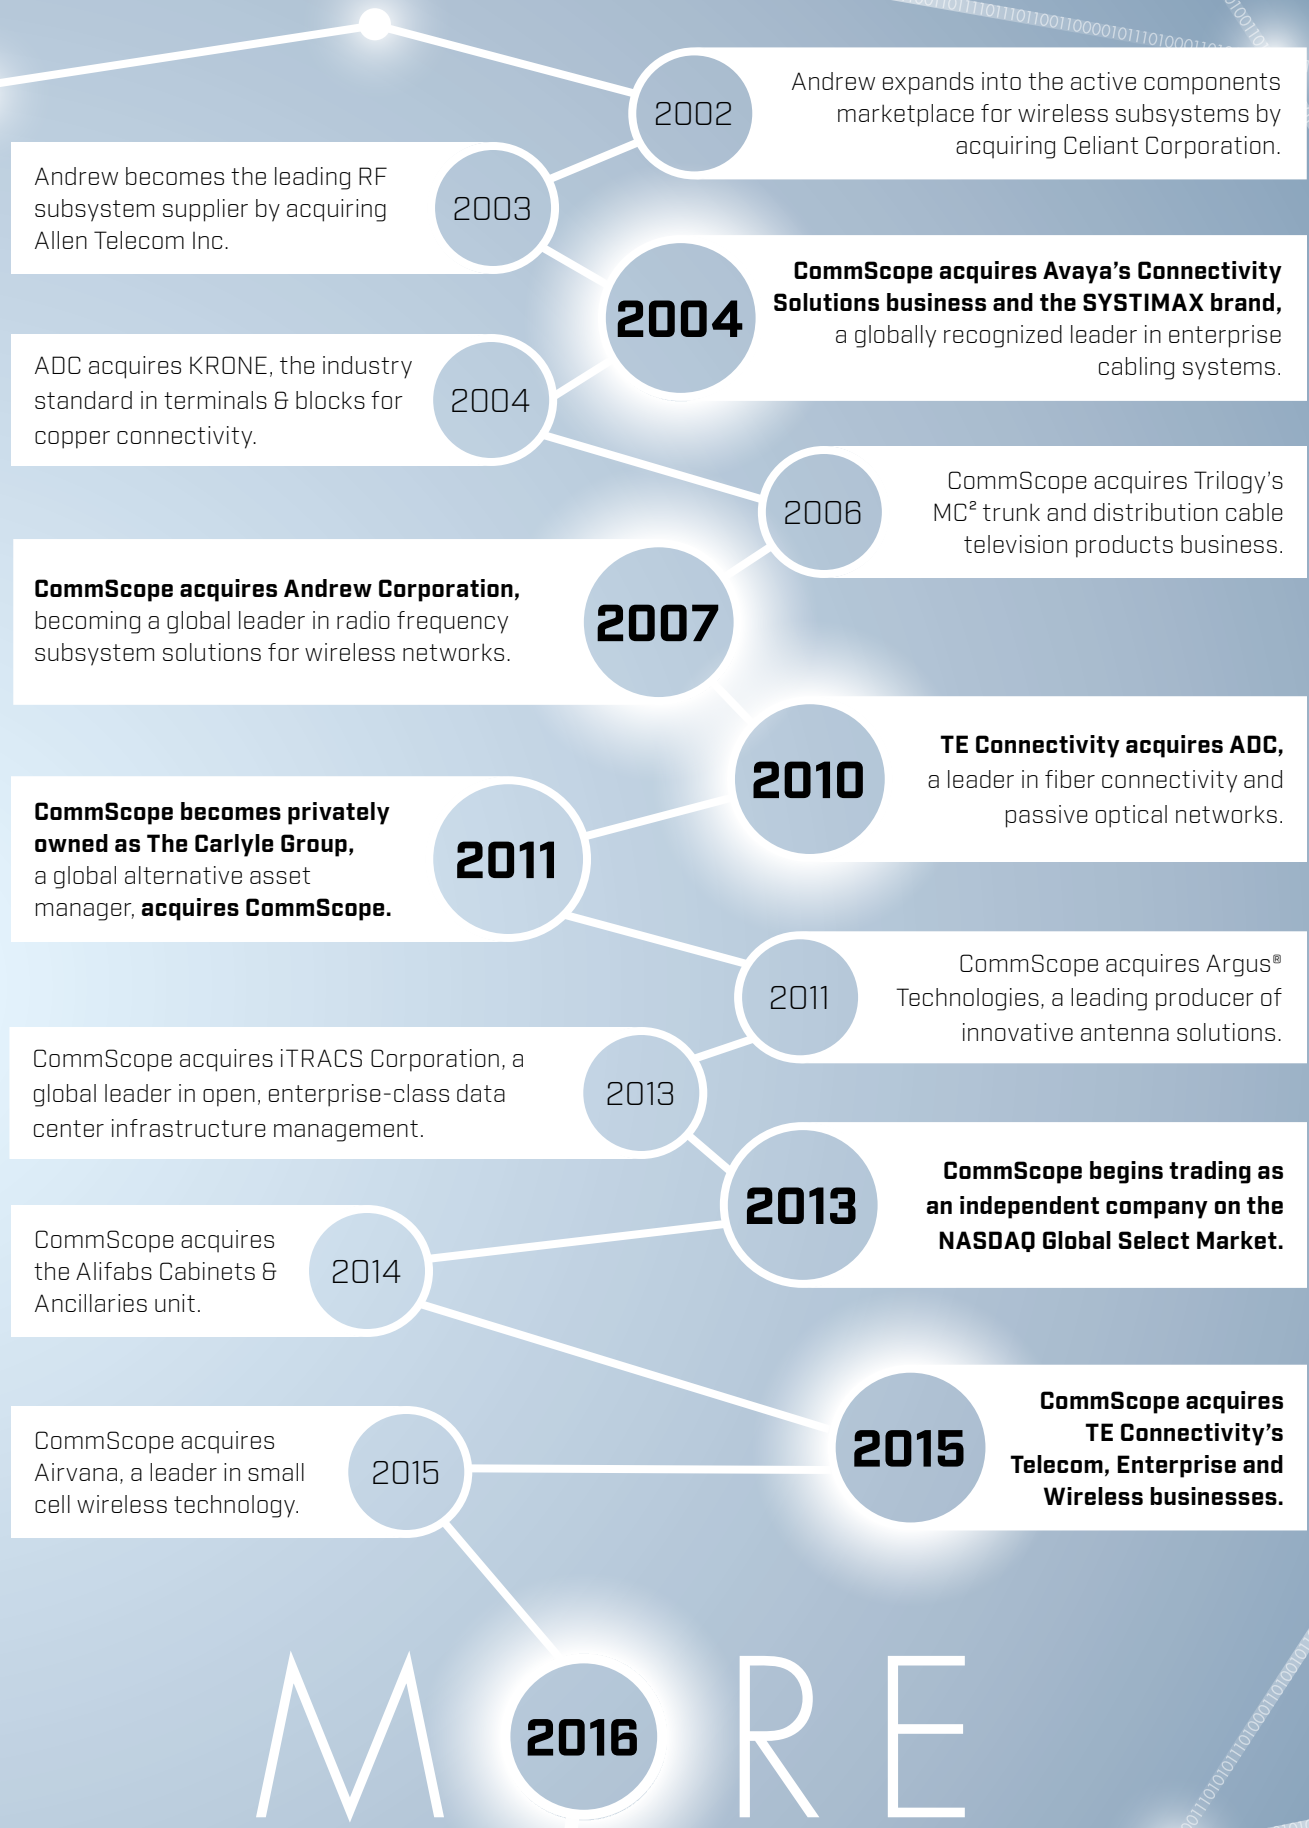 2002
Andrew expands into the active components
marketplace for wireless subsystems by
acquiring Celiant Corporation.
Andrew becomes the leading RF
subsystem supplier by acquiring
Allen Telecom Inc.
2003
2004
CommScope acquires Avaya’s Connectivity
Solutions business and the SYSTIMAX brand,
a globally recognized leader in enterprise
cabling systems.
ADC acquires KRONE, the industry
standard in terminals & blocks for
copper connectivity.
2004
2006
CommScope acquires Trilogy’s
MC² trunk and distribution cable
television products business.
CommScope acquires Andrew Corporation,
becoming a global leader in radio frequency
subsystem solutions for wireless networks.
2007
2010
TE Connectivity acquires ADC,
a leader in fiber connectivity and
passive optical networks.
CommScope becomes privately
owned as The Carlyle Group,
a global alternative asset
manager, acquires CommScope.
2011
2011
CommScope acquires Argus®
Technologies, a leading producer of
innovative antenna solutions.
CommScope acquires iTRACS Corporation, a
global leader in open, enterprise-class data
center infrastructure management.
2013
2013
CommScope begins trading as
an independent company on the
NASDAQ Global Select Market.
CommScope acquires
the Alifabs Cabinets &
Ancillaries unit.
2014
2015
CommScope acquires
TE Connectivity’s
Telecom, Enterprise and
Wireless businesses.
CommScope acquires
Airvana, a leader in small
cell wireless technology.
2015
M RE
2016